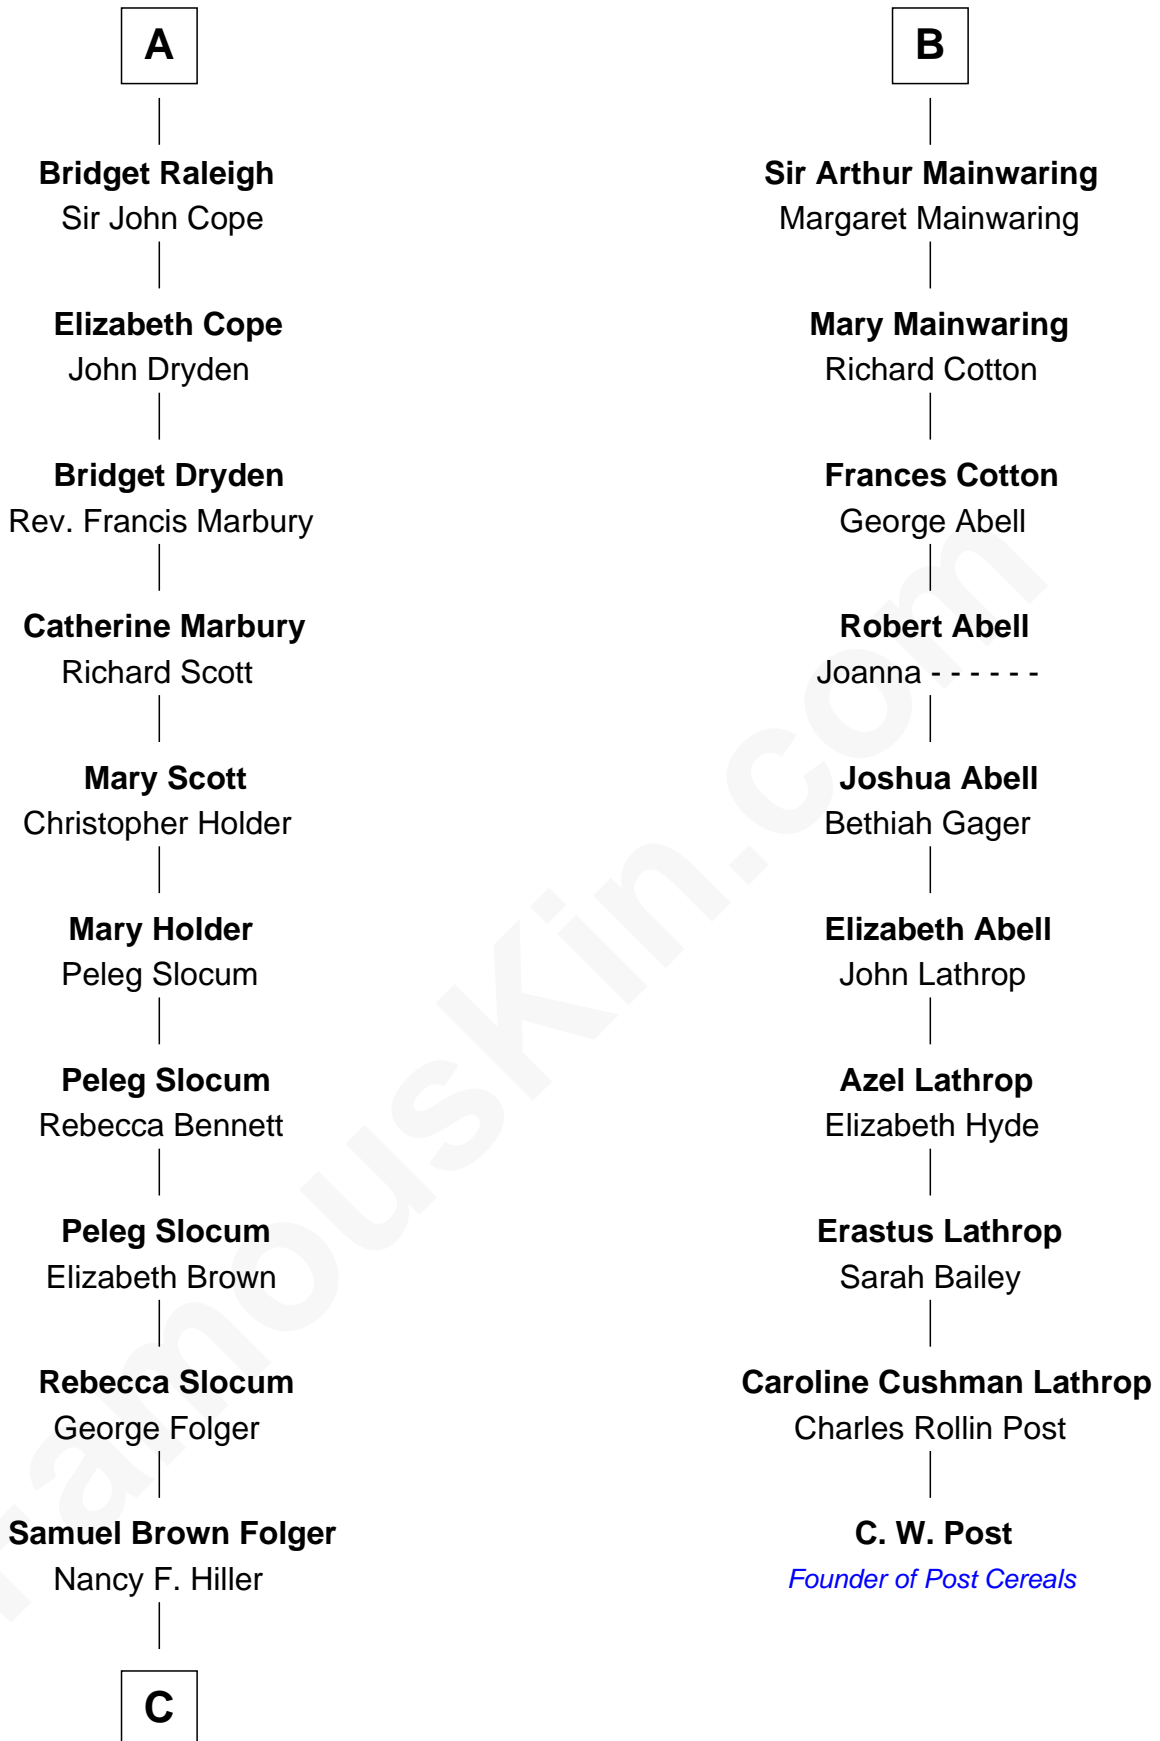 A
Bridget Raleigh
Sir John Cope
Elizabeth Cope
John Dryden
Bridget Dryden
Rev. Francis Marbury
Catherine Marbury
Richard Scott
Mary Scott
Christopher Holder
Mary Holder
Peleg Slocum
Peleg Slocum
Rebecca Bennett
Peleg Slocum
Elizabeth Brown
Rebecca Slocum
George Folger
Samuel Brown Folger
Nancy F. Hiller
C
B
Sir Arthur Mainwaring
Margaret Mainwaring
Mary Mainwaring
Richard Cotton
Frances Cotton
George Abell
Robert Abell
Joanna - - - - - -
Joshua Abell
Bethiah Gager
Elizabeth Abell
John Lathrop
Azel Lathrop
Elizabeth Hyde
Erastus Lathrop
Sarah Bailey
Caroline Cushman Lathrop
Charles Rollin Post
C. W. Post
Founder of Post Cereals
FamousKin.com